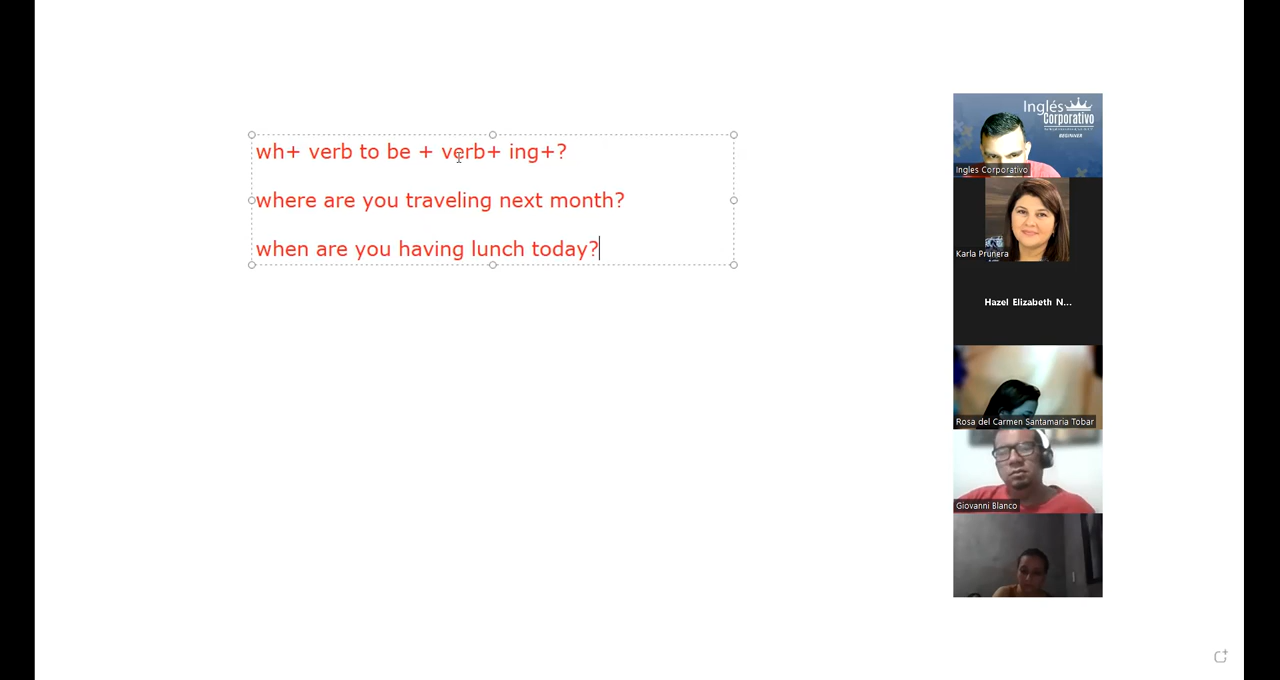 wh+ verb to be + verb+ ing+?
where are you traveling next month?
when are you having lunch today?
Inglés
Corporativo
BEGINNER
Ingles Corporativo
Karla Prunera
Hazel Elizabeth N...
Rosa del Carmen Santamaria Tobar
Giovanni Blanco